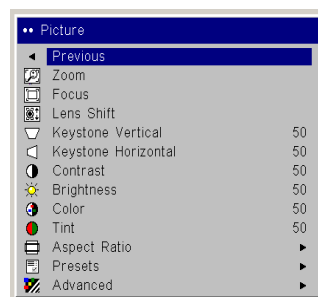 •• Picture
Previous
Zoom
Focus
Lens Shift
Keystone Vertical 50
Keystone Horizontal 50
Contrast 50
Brightness 50
Color 50
Tint 50
Aspect Ratio
Presets
Advanced